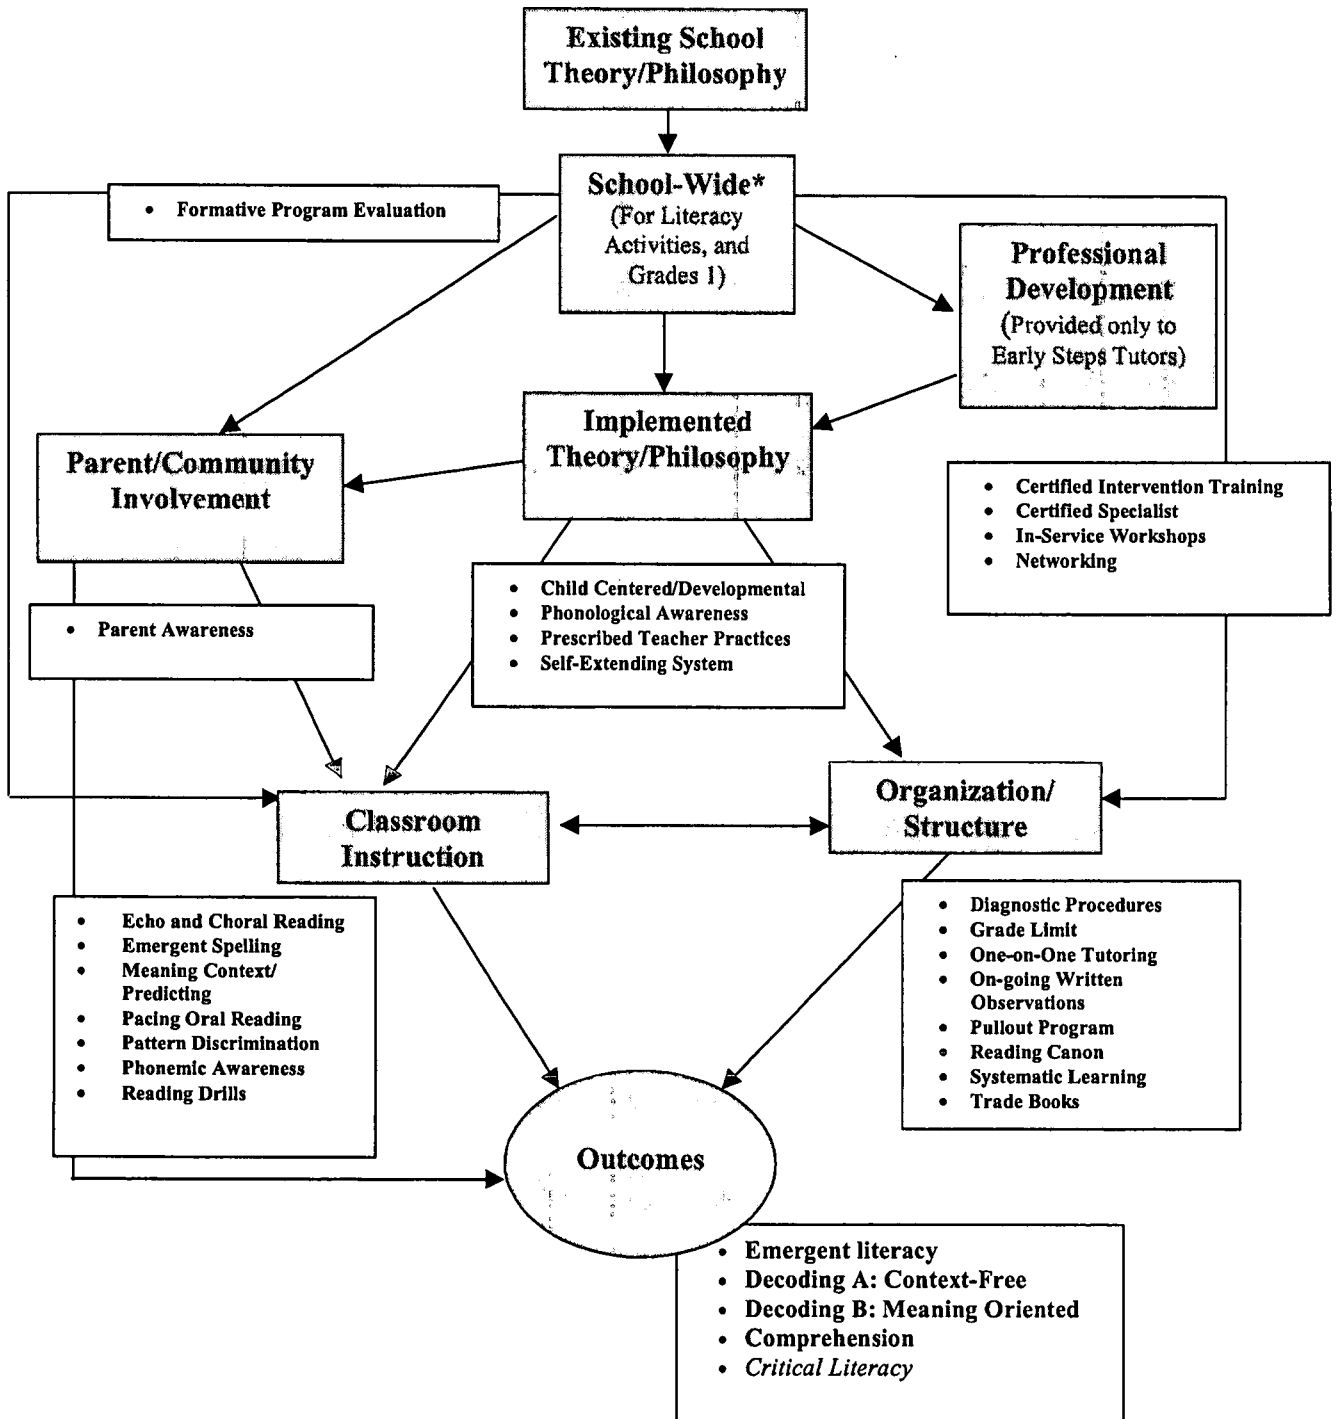 Existing School
Theory/Philosophy
School-Wide*
(For Literacy
Activities, and
Grades 1)
• Formative Program Evaluation
Professional
Development
(Provided only to
Early Steps Tutors)
Implemented
Theory/Philosophy
Parent/Community
Involvement
• Certified Intervention Training
• Certified Specialist
• In-Service Workshops
• Networking
• Child Centered/Developmental
• Phonological Awareness
• Prescribed Teacher Practices
• Self-Extending System
• Parent Awareness
Organization/
Structure
Classroom
Instruction
• Echo and Choral Reading
• Emergent Spelling
• Meaning Context/
Predicting
• Pacing Oral Reading
• Pattern Discrimination
• Phonemic Awareness
• Reading Drills
• Diagnostic Procedures
• Grade Limit
• One-on-One Tutoring
• On-going Written
Observations
• Pullout Program
• Reading Canon
• Systematic Learning
• Trade Books
Outcomes
• Emergent literacy
• Decoding A: Context-Free
• Decoding B: Meaning Oriented
• Comprehension
• Critical Literacy